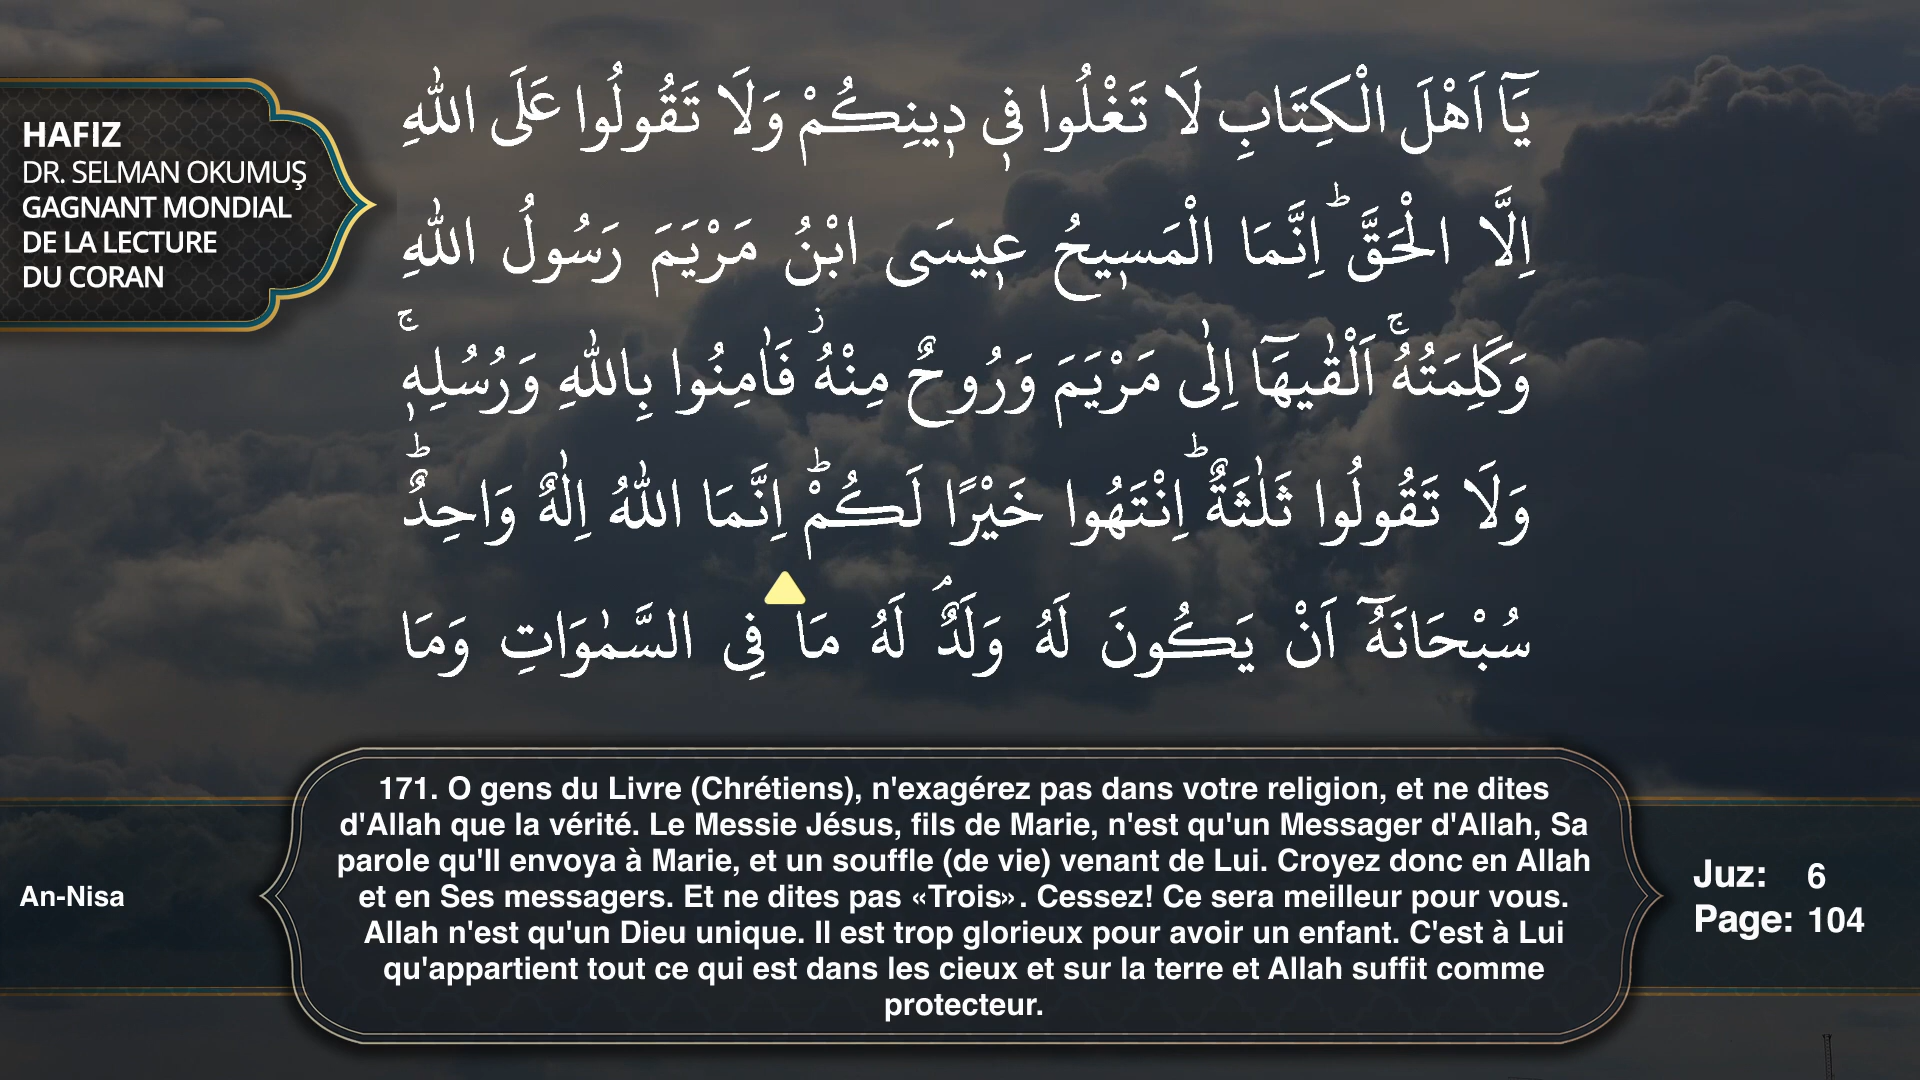 HAFIZ
DR. SELMAN OKUMUŞ
GAGNANT MONDIAL
DE LA LECTURE
DU CORAN
يَٓا اَهْلَ الْكِتَابِ لَا تَغْلُوا ف۪ي د۪ينِكُمْ وَلَا تَقُولُوا عَلَى اللّٰهِ
اِلَّا الْحَقَّۜ اِنَّمَا الْمَس۪يحُ ع۪يسَى ابْنُ مَرْيَمَ رَسُولُ اللّٰهِ
وَكَلِمَتُهُۚ اَلْقٰيهَٓا اِلٰى مَرْيَمَ وَرُوحٌ مِنْهُۘ فَاٰمِنُوا بِاللّٰهِ وَرُسُلِه۪ۚ
وَلَا تَقُولُوا ثَلٰثَةٌۜ اِنْتَهُوا خَيْرًا لَكُمْۜ اِنَّمَا اللّٰهُ اِلٰهٌ وَاحِدٌۜ
سُبْحَانَهُٓ اَنْ يَكُونَ لَهُ وَلَدٌۢ لَهُ مَا فِى السَّمٰوَاتِ وَمَا
171. O gens du Livre (Chrétiens), n'exagérez pas dans votre religion, et ne dites
d'Allah que la vérité. Le Messie Jésus, fils de Marie, n'est qu'un Messager d'Allah, Sa
parole qu'Il envoya à Marie, et un souffle (de vie) venant de Lui. Croyez donc en Allah
et en Ses messagers. Et ne dites pas «Trois». Cessez! Ce sera meilleur pour vous.
Allah n'est qu'un Dieu unique. Il est trop glorieux pour avoir un enfant. C'est à Lui
qu'appartient tout ce qui est dans les cieux et sur la terre et Allah suffit comme
protecteur.
An-Nisa
Juz: 6
Page: 104